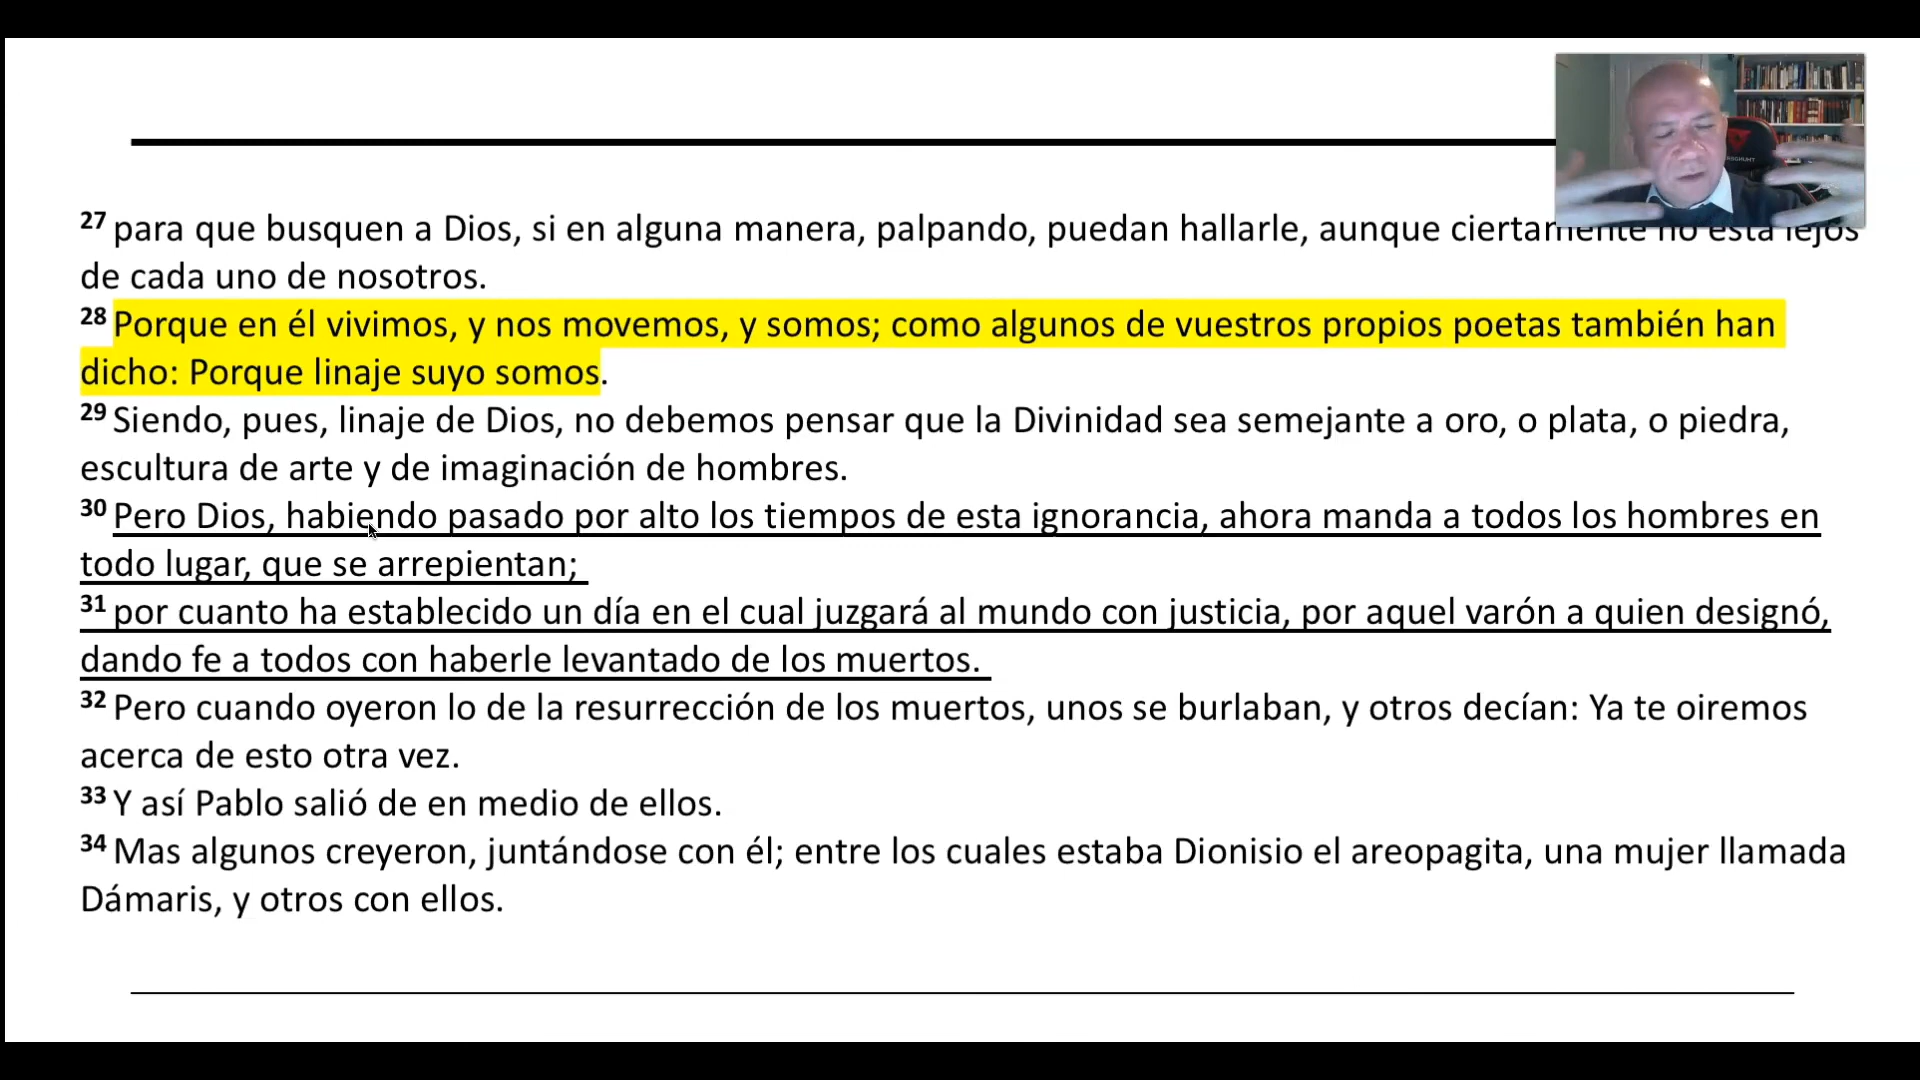 27 para que busquen a Dios, si en alguna manera, palpando, puedan hallarle, aunque ciertamente no está lejos
de cada uno de nosotros.
28 Porque en él vivimos, y nos movemos, y somos; como algunos de vuestros propios poetas también han
dicho: Porque linaje suyo somos.
29 Siendo, pues, linaje de Dios, no debemos pensar que la Divinidad sea semejante a oro, o plata, o piedra,
escultura de arte y de imaginación de hombres.
30 Pero Dios, habiendo pasado por alto los tiempos de esta ignorancia, ahora manda a todos los hombres en
todo lugar, que se arrepientan;
31 por cuanto ha establecido un día en el cual juzgará al mundo con justicia, por aquel varón a quien designó,
dando fe a todos con haberle levantado de los muertos.
32 Pero cuando oyeron lo de la resurrección de los muertos, unos se burlaban, y otros decían: Ya te oiremos
acerca de esto otra vez.
33 Y así Pablo salió de en medio de ellos.
34 Mas algunos creyeron, juntándose con él; entre los cuales estaba Dionisio el areopagita, una mujer llamada
Dámaris, y otros con ellos.